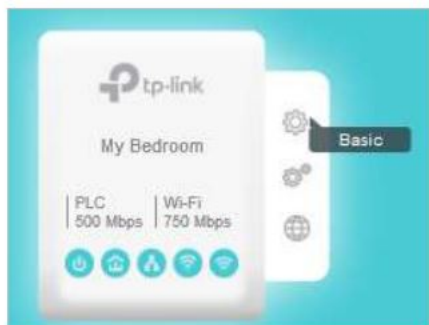 tp-link
Basic
My Bedroom
PLC
500 Mbps
Wi-Fi
750 Mbps